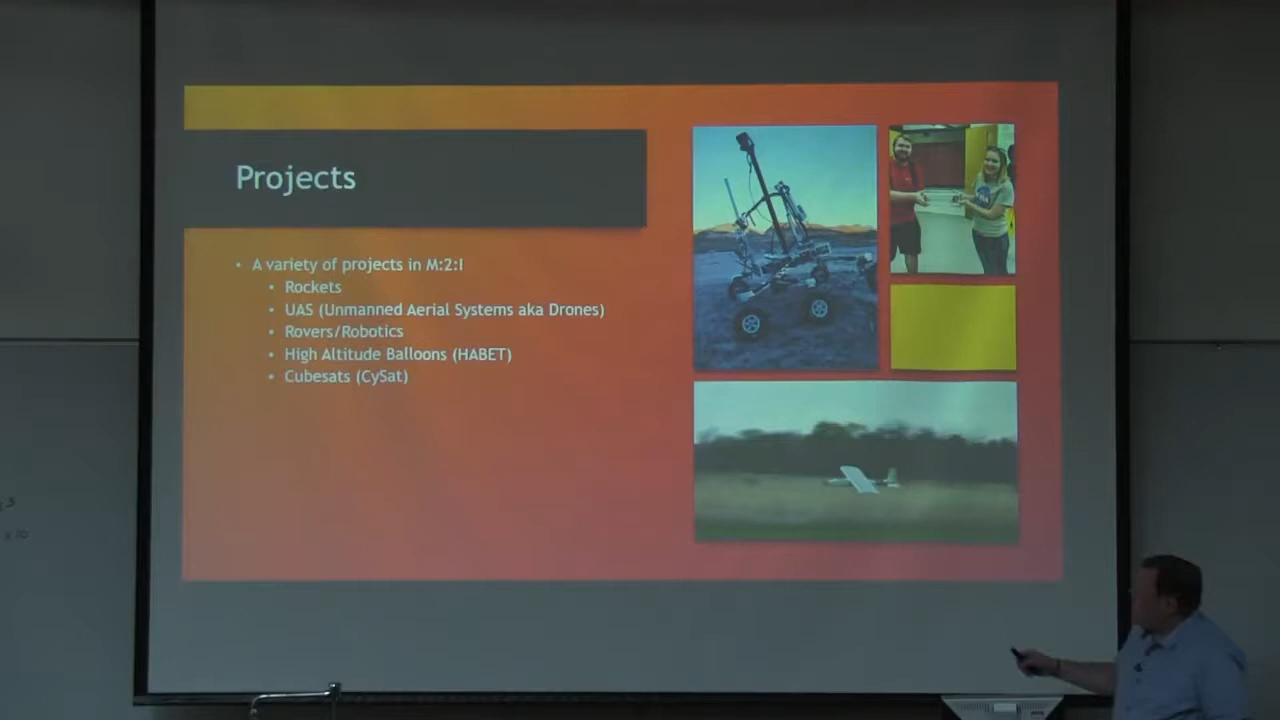 Projects
• A variety of projects in M:2:I
• Rockets
• UAS (Unmanned Aerial Systems aka Drones)
• Rovers/Robotics
• High Altitude Balloons (HABET)
• Cubesats (CySat)